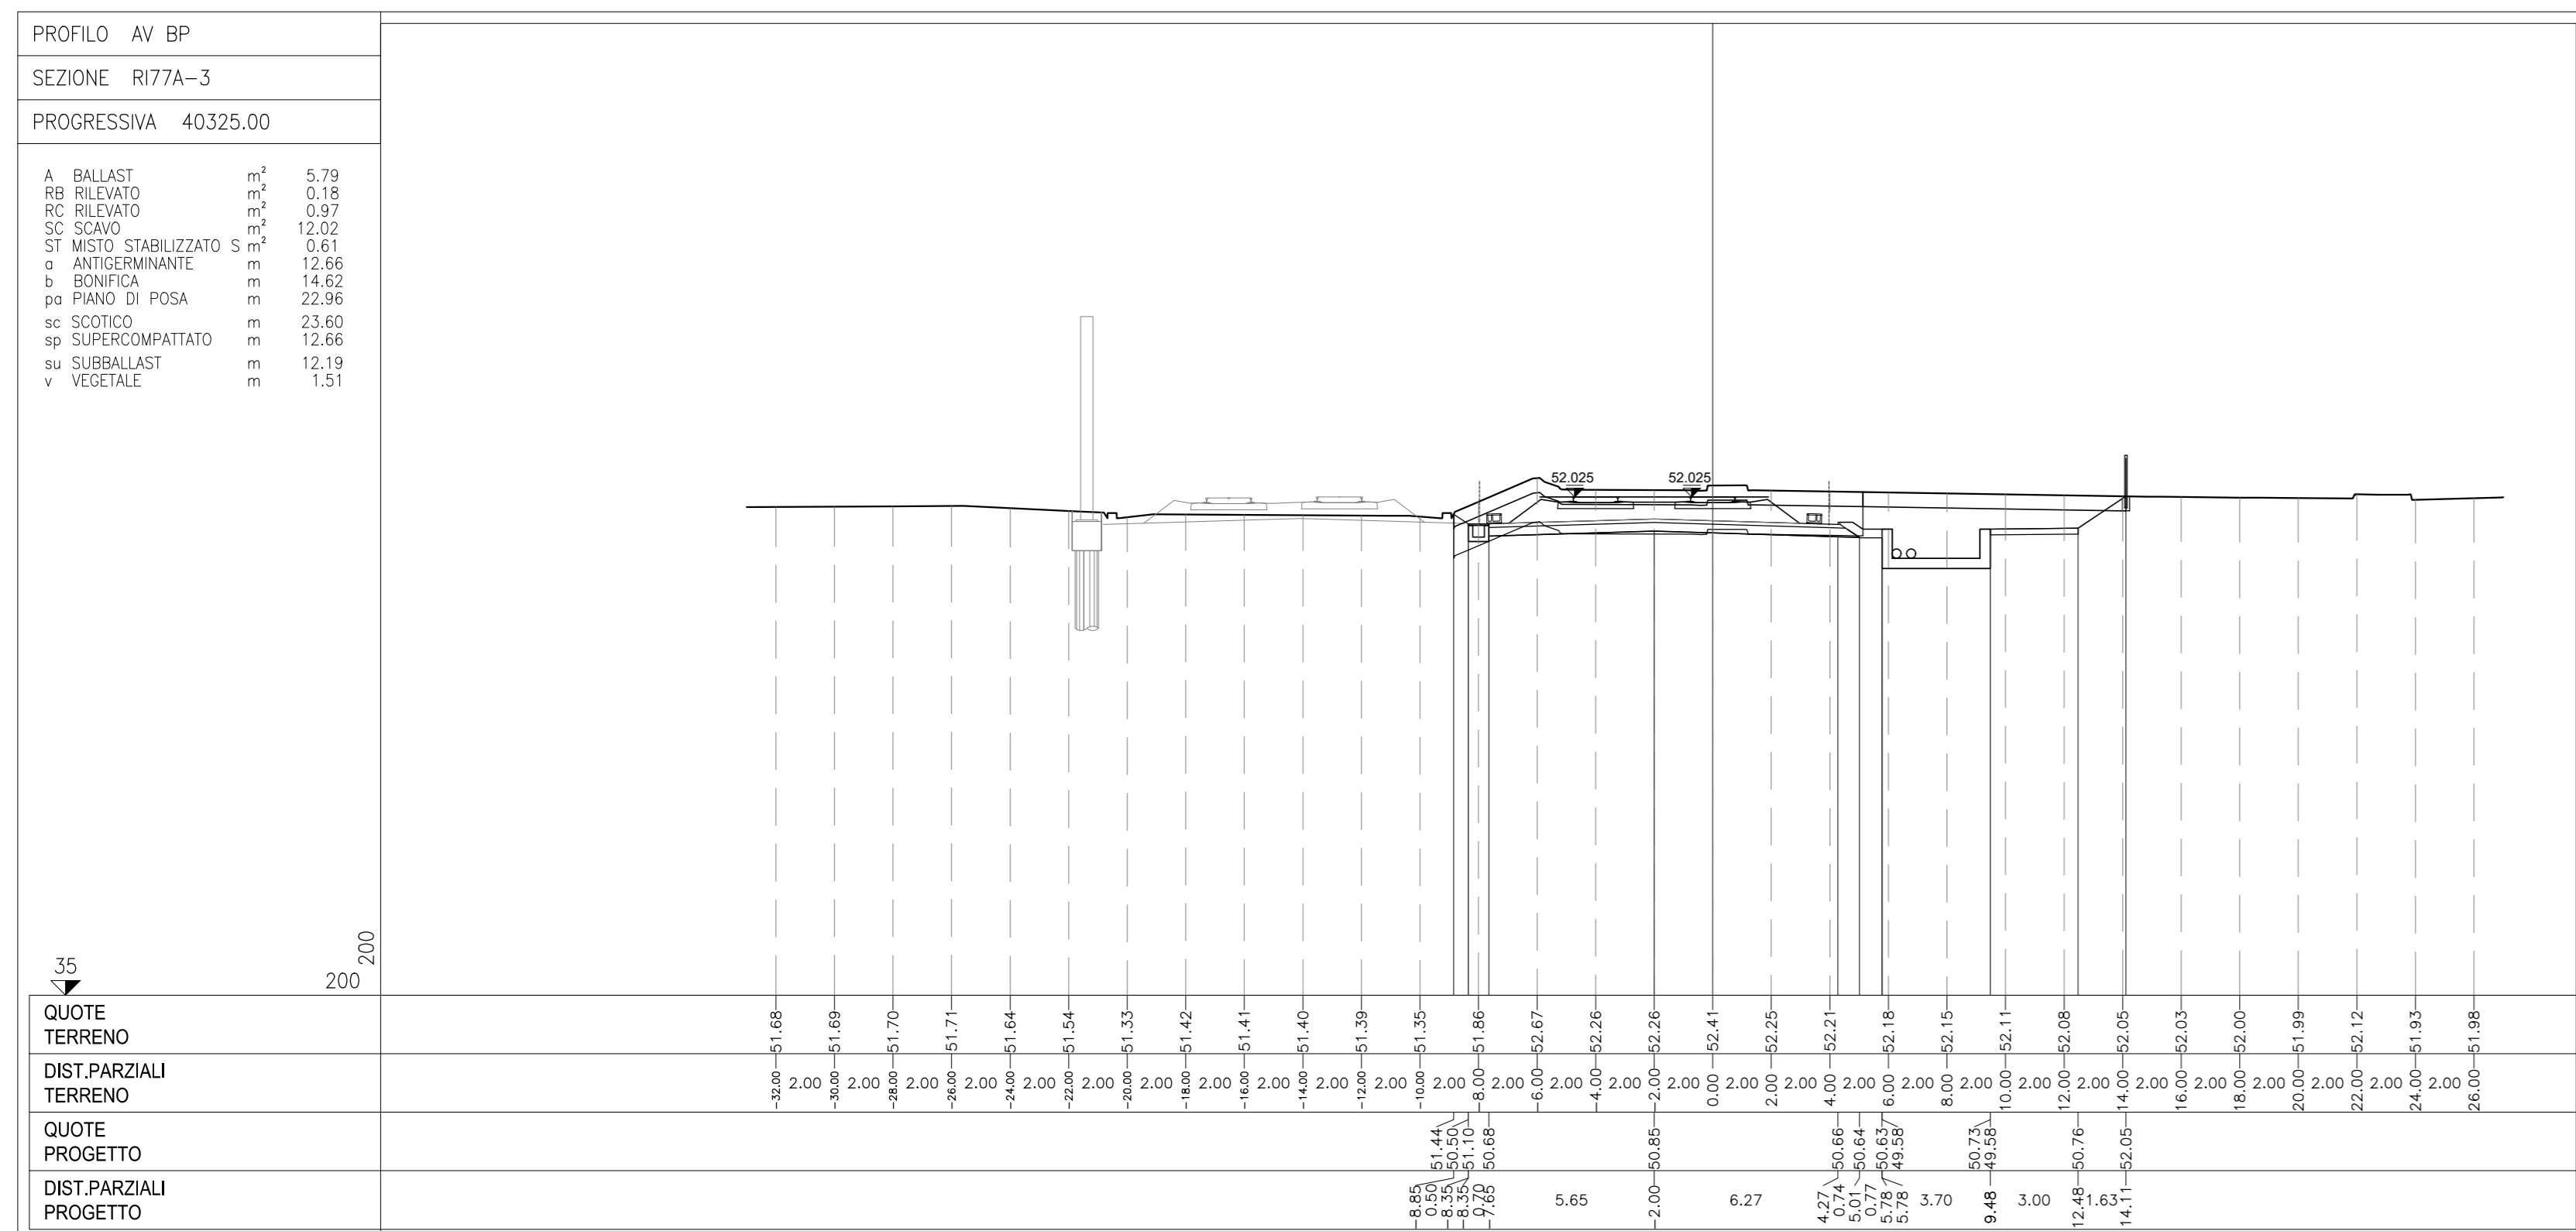 PROFILO AV BP
SEZIONE RI77A-3
PROGRESSIVA 40325.00
A BALLAST m² 5.79
RB RILEVATO m² 0.18
RC RILEVATO m² 0.97
SC SCAVO m² 12.02
ST MISTO STABILIZZATO S m² 0.61
a ANTIGERMINANTE m 12.66
b BONIFICA m 14.62
pa PIANO DI POSA m 22.96
sc SCOTICO m 23.60
sp SUPERCOMPATTATO m 12.66
su SUBBALLAST m 12.19
v VEGETALE m 1.51
52.025 52.025
200
35 200
QUOTE TERRENO
51.68 51.69 51.70 51.71 51.64 51.54 51.33 51.42 51.41 51.40 51.39 51.35 51.86 52.67 52.26 52.26 52.41 52.25 52.21 52.18 52.15 52.11 52.08 52.05 52.03 52.00 51.99 52.12 51.93 51.98
DIST.PARZIALI TERRENO
-32.00 2.00 -30.00 2.00 -28.00 2.00 -26.00 2.00 -24.00 2.00 -22.00 2.00 -20.00 2.00 -18.00 2.00 -16.00 2.00 -14.00 2.00 -12.00 2.00 -10.00 2.00 -8.00 2.00 -6.00 2.00 -4.00 2.00 -2.00 2.00 0.00 2.00 2.00 2.00 4.00 2.00 6.00 2.00 8.00 2.00 10.00 2.00 12.00 2.00 14.00 2.00 16.00 2.00 18.00 2.00 20.00 2.00 22.00 2.00 24.00 2.00 26.00
QUOTE PROGETTO
51.44 50.50 51.10 50.68 50.85 50.66 50.64 50.63 49.58 50.73 49.58 50.76 52.05
DIST.PARZIALI PROGETTO
-8.85 0.50 -8.35 -8.35 0.70 -7.65 5.65 -2.00 6.27 4.27 0.74 5.01 0.77 5.78 5.78 3.70 9.48 3.00 12.48 1.63 14.11